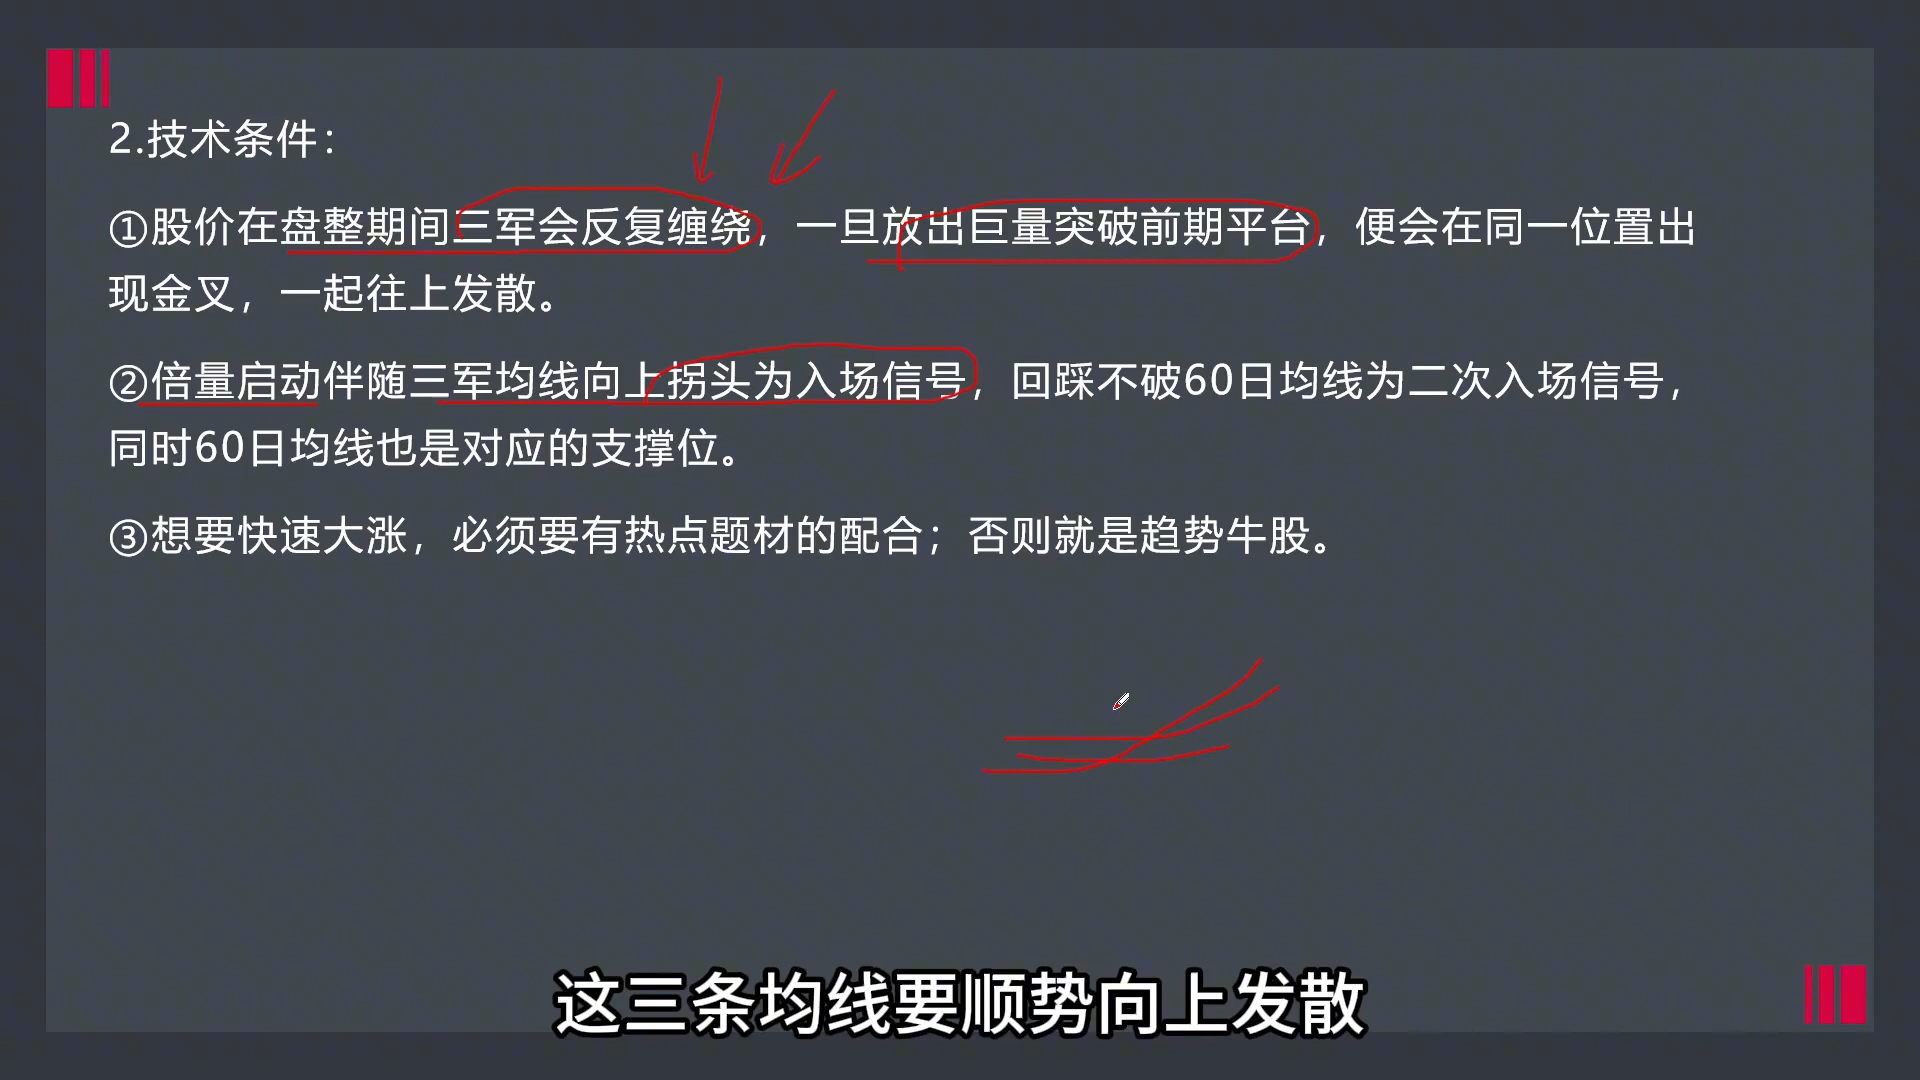 2.技术条件：
①股价在盘整期间三军会反复缠绕，一旦放出巨量突破前期平台，便会在同一位置出
现金叉，一起往上发散。
②倍量启动伴随三军均线向上拐头为入场信号，回踩不破60日均线为二次入场信号，
同时60日均线也是对应的支撑位。
③想要快速大涨，必须要有热点题材的配合；否则就是趋势牛股。
这三条均线要顺势向上发散